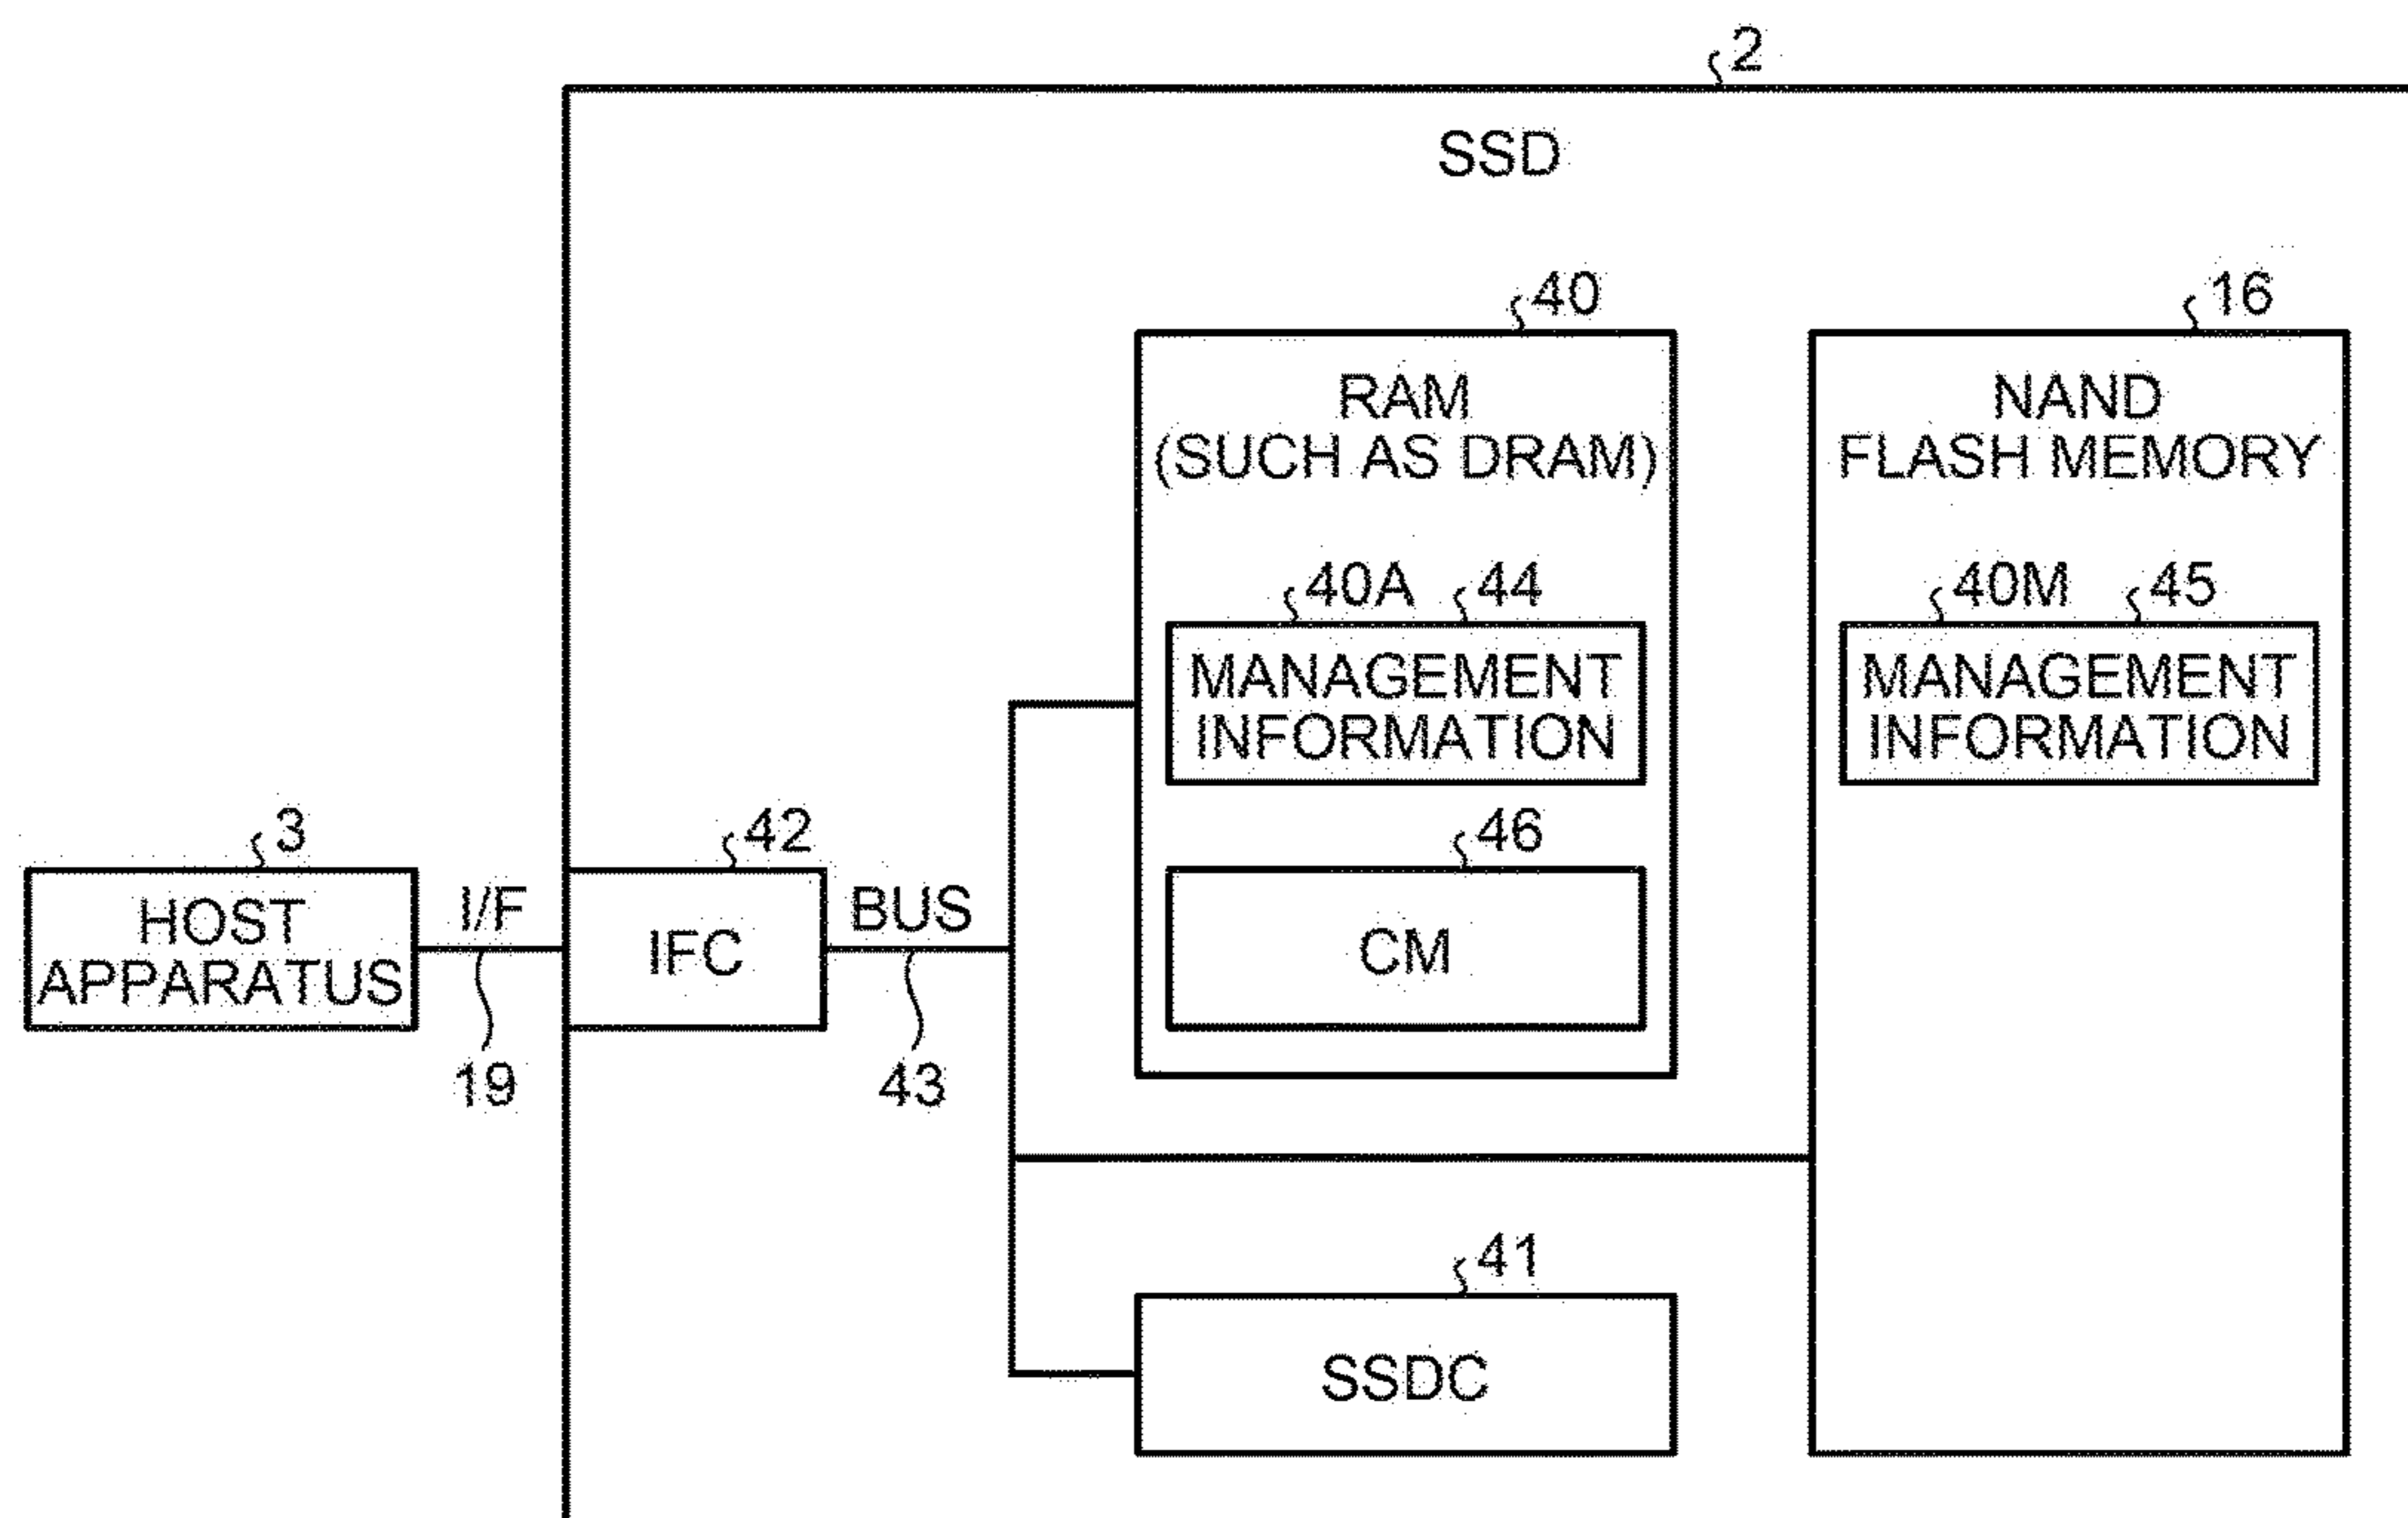 2
SSD
40
16
RAM
(SUCH AS DRAM)
NAND
FLASH MEMORY
40A
44
40M
45
MANAGEMENT
INFORMATION
MANAGEMENT
INFORMATION
3
42
46
HOST
APPARATUS
I/F
IFC
BUS
CM
19
43
41
SSDC